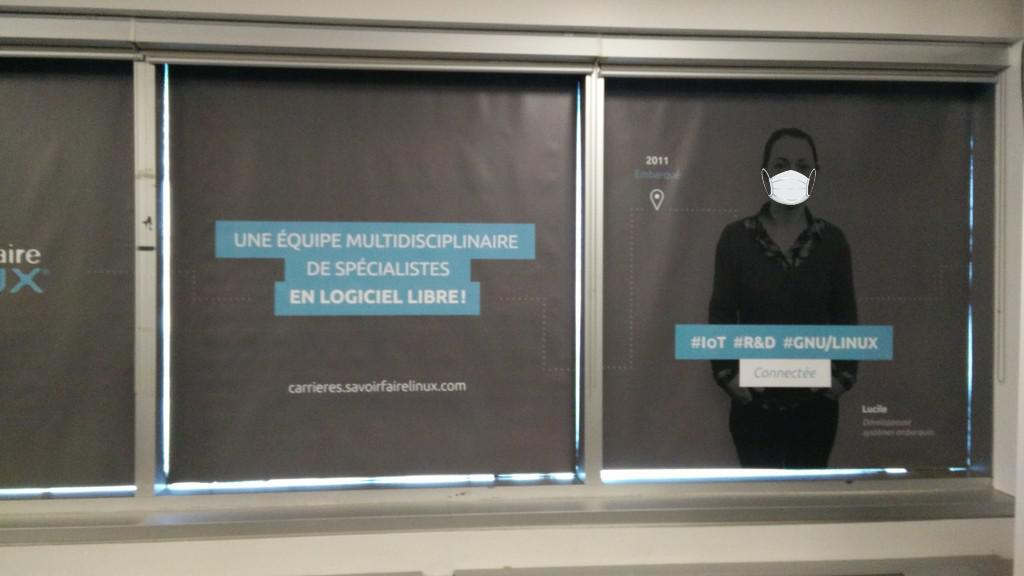 aire
UX
UNE ÉQUIPE MULTIDISCIPLINAIRE
DE SPÉCIALISTES
EN LOGICIEL LIBRE!
carrieres.savoirfairelinux.com
2011
Embarqué
#IoT #R&D #GNU/LINUX
Connectée
Lucile
Développeur
systèmes embarqués